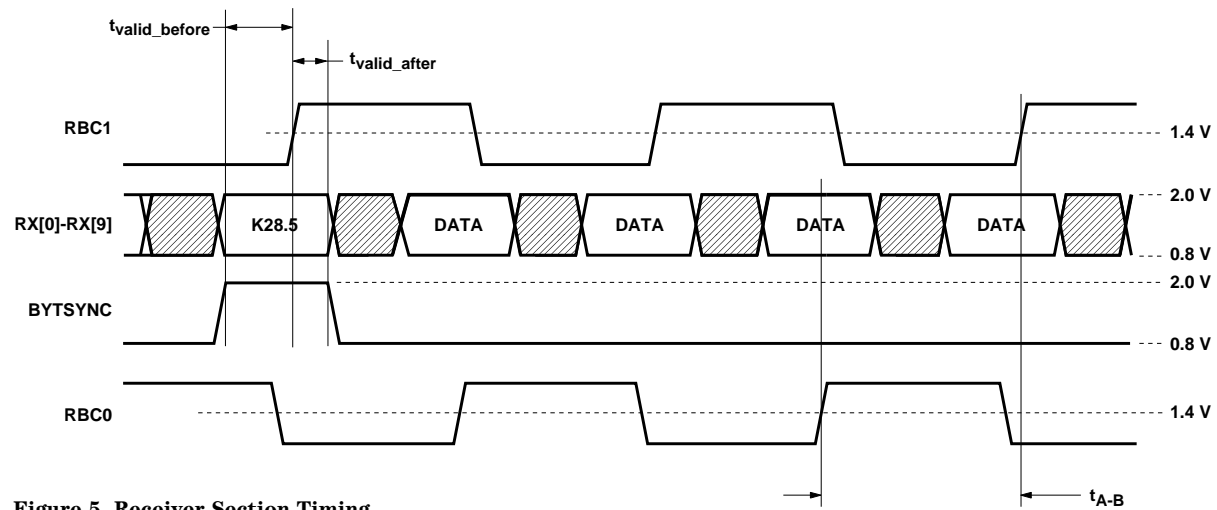 tvalid_before
tvalid_after
RBC1
1.4 V
2.0 V
RX[0]-RX[9]
K28.5
DATA
DATA
DATA
DATA
0.8 V
2.0 V
BYTSYNC
0.8 V
RBC0
1.4 V
tA-B
Figure 5. Receiver Section Timing